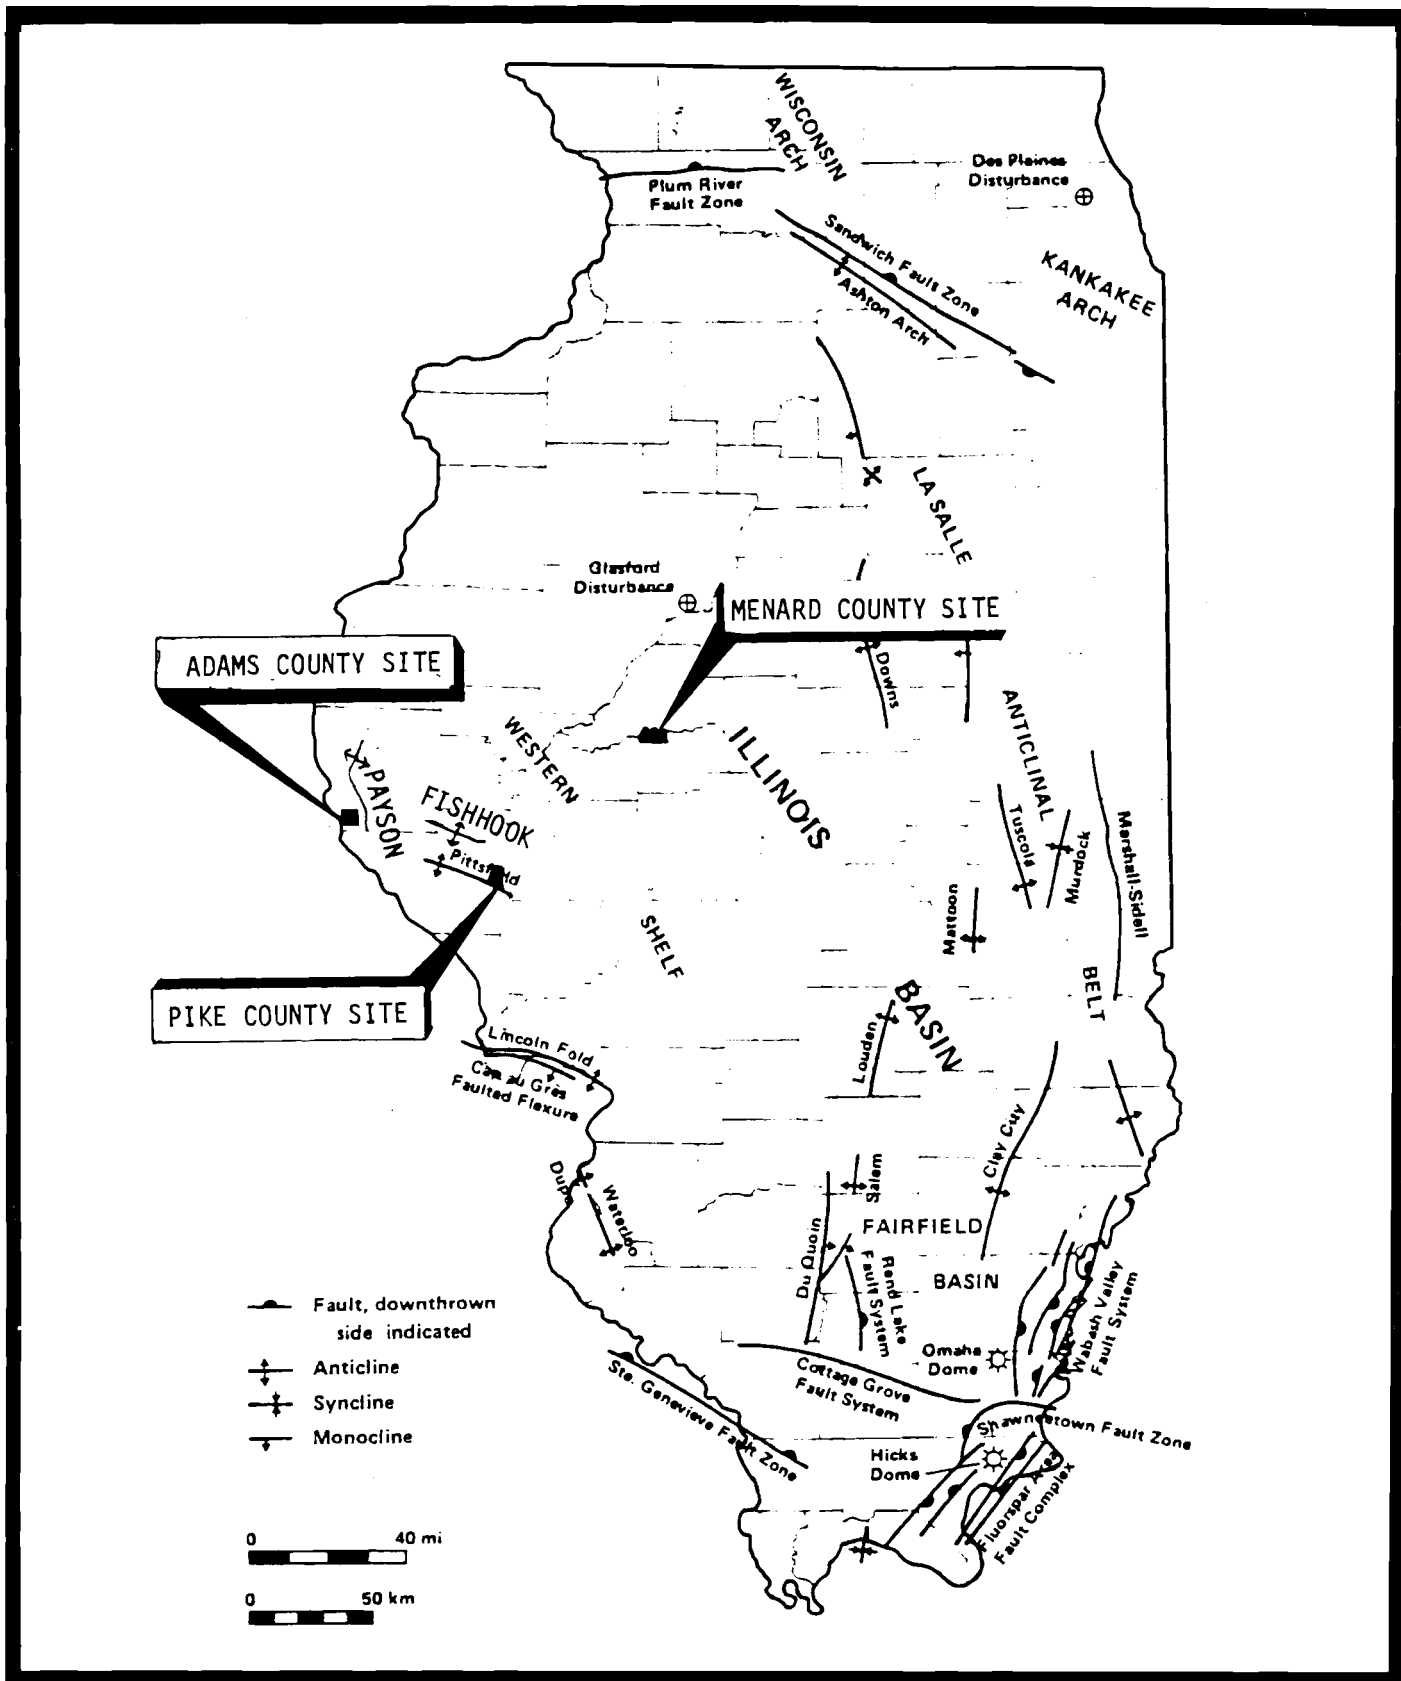 WISCONSIN
ARCH
Des Plaines
Disturbance
Plum River
Fault Zone
Sandwich Fault Zone
Ashton Arch
KANKAKEE
ARCH
LA SALLE
Glasford
Disturbance
MENARD COUNTY SITE
ADAMS COUNTY SITE
Downs
ANTICLINAL
WESTERN
ILLINOIS
PAYSON
FISHHOOK
Pittsfield
Tuscola
Murdock
Marshall-Sidell
Mattoon
SHELF
BELT
BASIN
PIKE COUNTY SITE
Louden
Lincoln Fold
Cap au Grès
Faulted Flexure
Clay City
Salem
Dupo
Waterloo
FAIRFIELD
BASIN
Du Quoin
Rend Lake
Fault System
Wabash Valley
Fault System
Omaha
Dome
Cottage Grove
Fault System
Ste. Genevieve Fault Zone
Shawneetown Fault Zone
Hicks
Dome
Fluorspar Area
Fault Complex
Fault, downthrown
side indicated
Anticline
Syncline
Monocline
0 40 mi
0 50 km